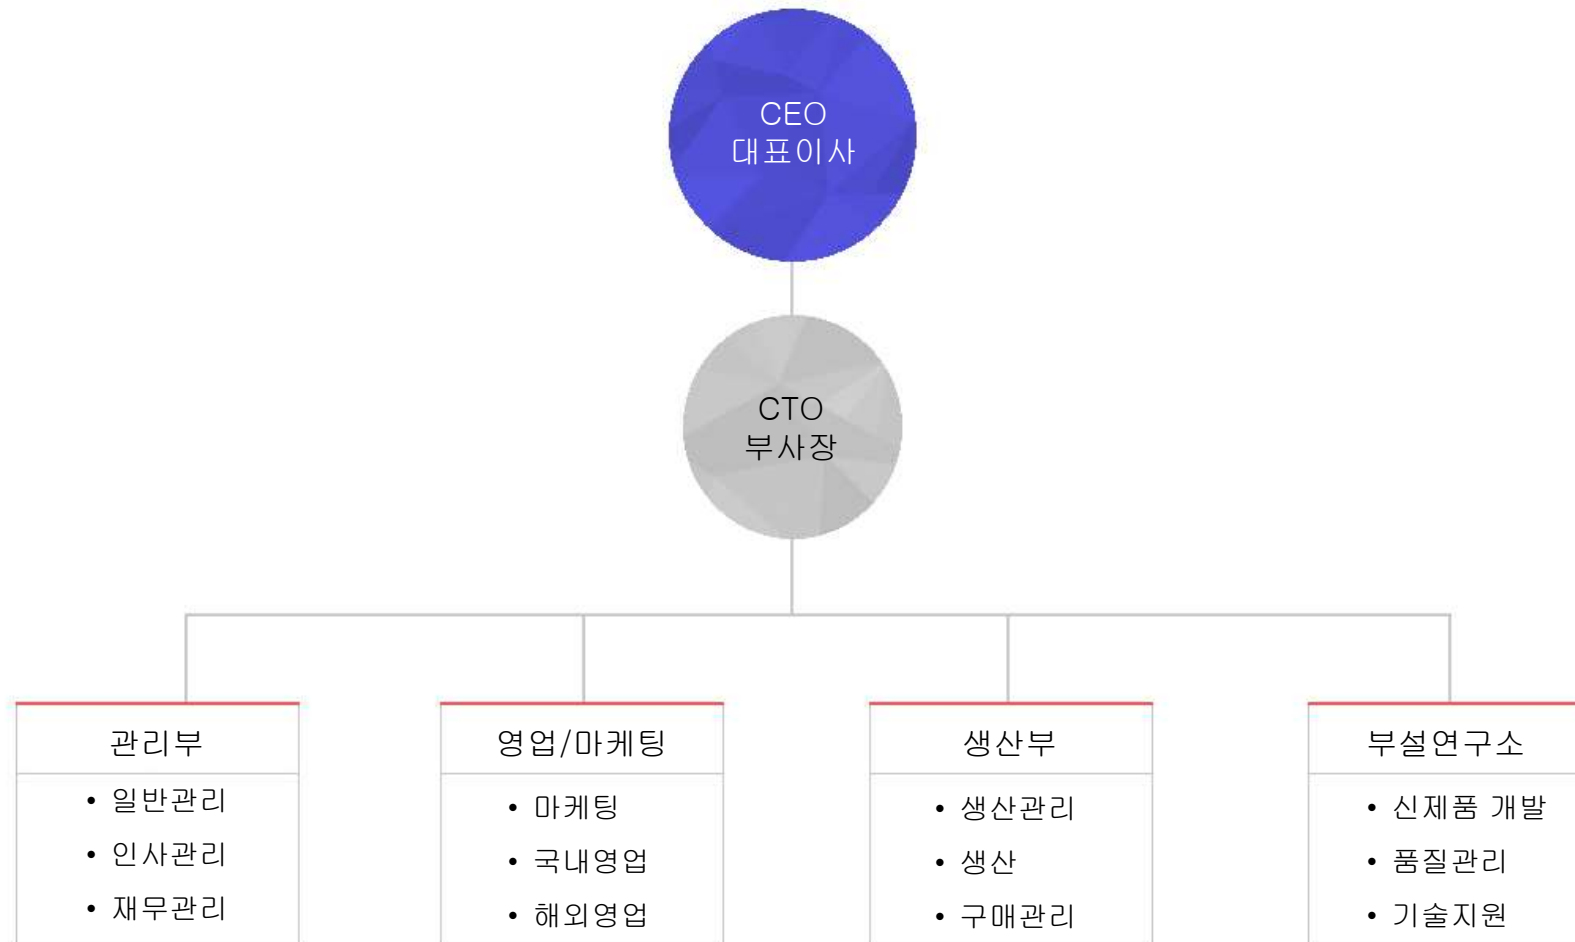 CEO
대표이사
CTO
부사장
관리부
• 일반관리
• 인사관리
• 재무관리
영업/마케팅
• 마케팅
• 국내영업
• 해외영업
생산부
• 생산관리
• 생산
• 구매관리
부설연구소
• 신제품 개발
• 품질관리
• 기술지원